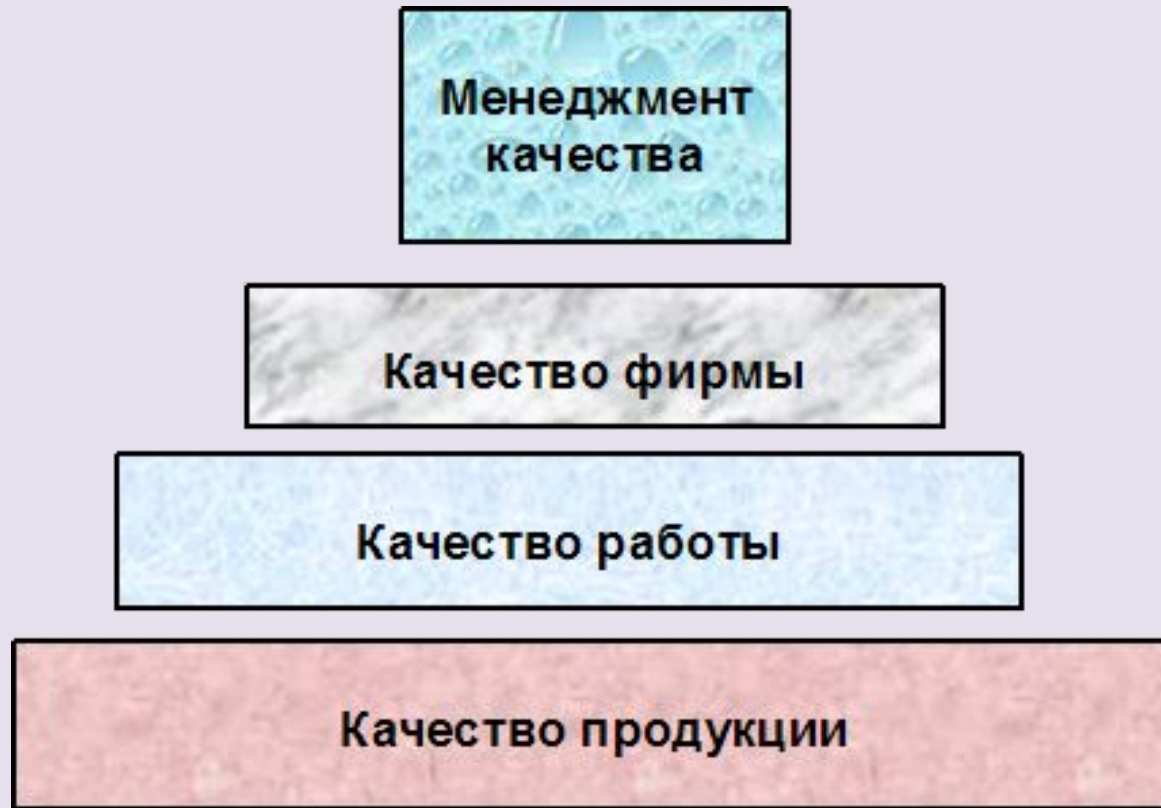 Менеджмент
качества
Качество фирмы
Качество работы
Качество продукции